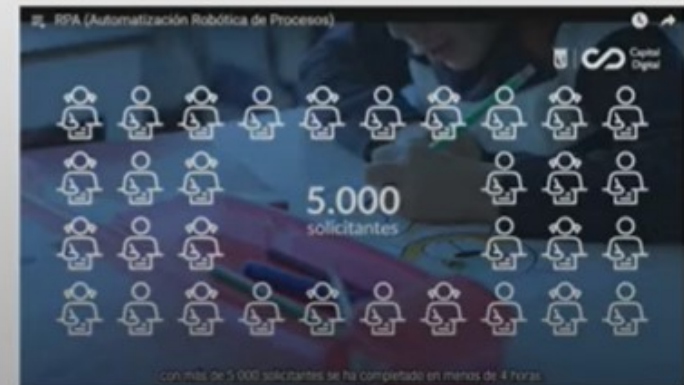 RPA (Automatización Robótica de Procesos)
Capital
Digital
5.000
solicitantes
con más de 5.000 solicitantes se ha completado en menos de 4 horas